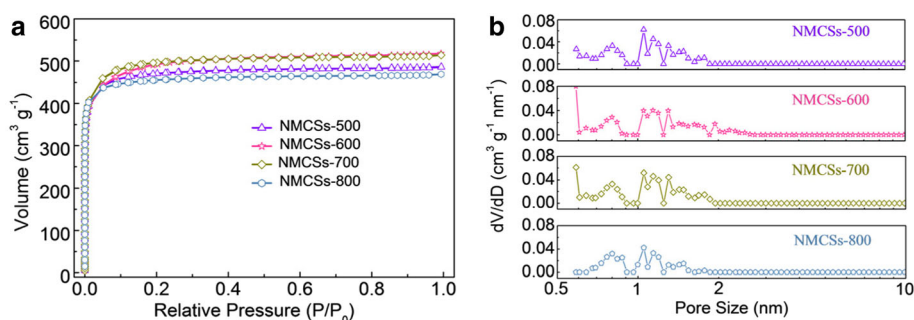 a
600
500
400
300
200
100
0
Volume (cm³ g⁻¹)
NMCSs-500
NMCSs-600
NMCSs-700
NMCSs-800
0.0 0.2 0.4 0.6 0.8 1.0
Relative Pressure (P/P₀)
b
dV/dD (cm³ g⁻¹ nm⁻¹)
0.08
0.04
0.00
NMCSs-500
0.08
0.04
0.00
NMCSs-600
0.08
0.04
0.00
NMCSs-700
0.08
0.04
0.00
NMCSs-800
0.5 1 2 10
Pore Size (nm)